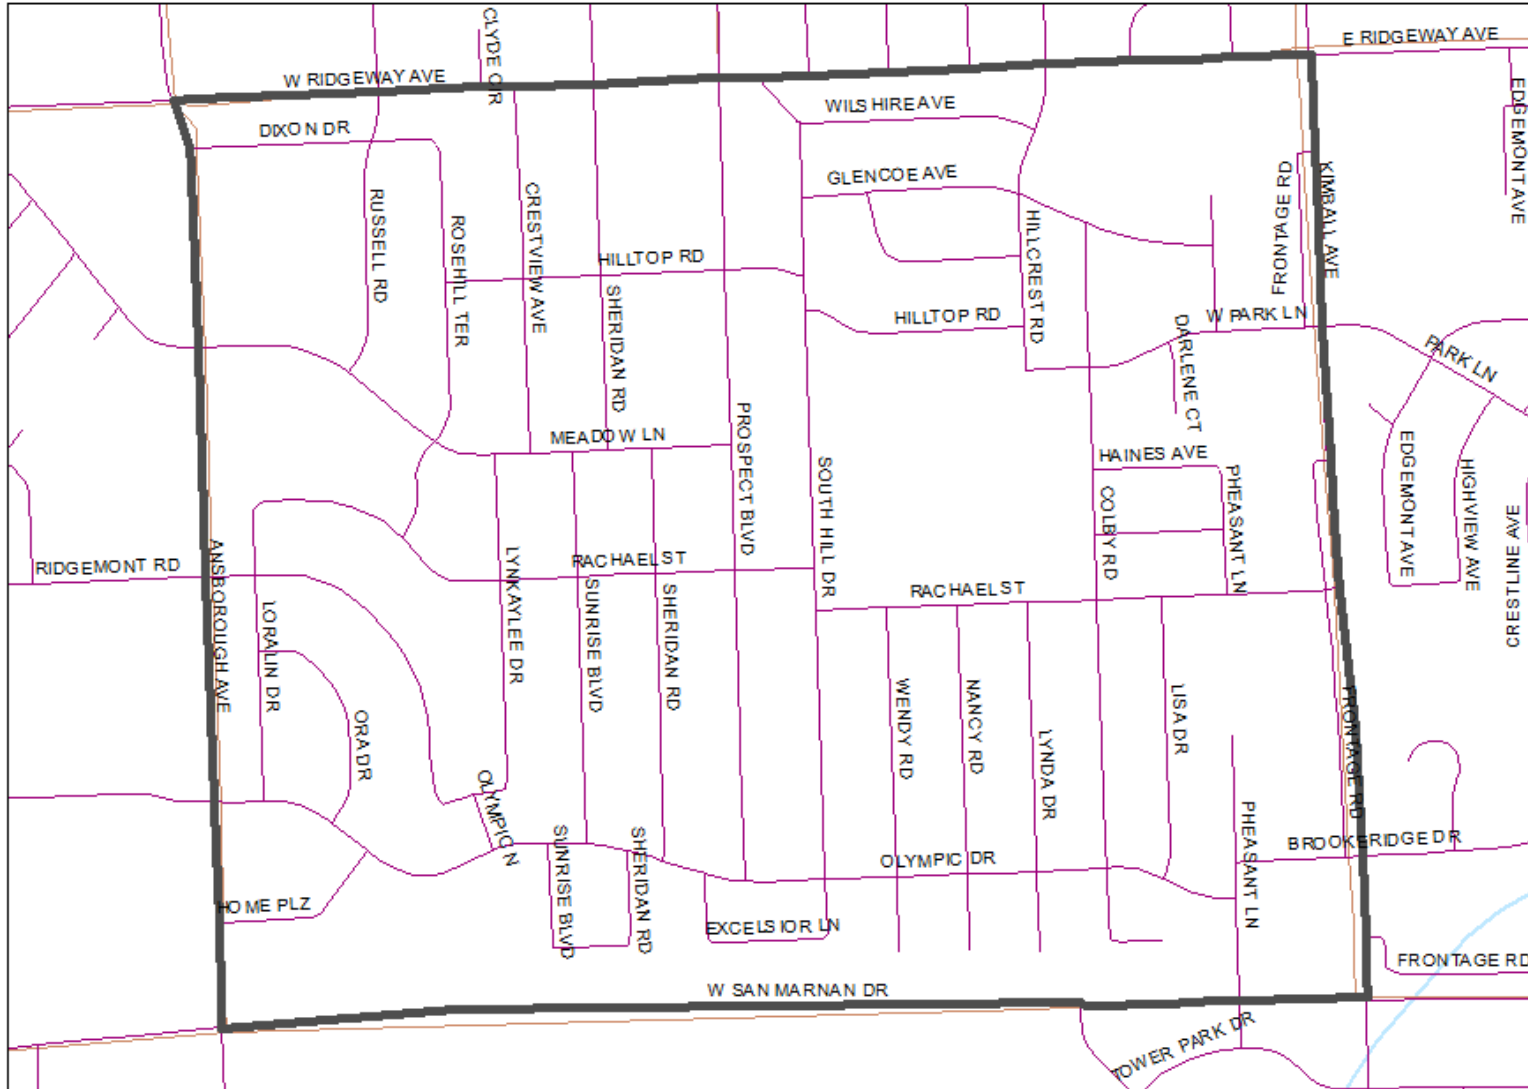 CLYDE CIR
E RIDGEWAY AVE
W RIDGEWAY AVE
EDGEMONT AVE
WILSHIRE AVE
DIXON DR
GLENCOE AVE
FRONTAGE RD
KIMBALL AVE
RUSSELL RD
ROSEHILL TER
CRESTVIEW AVE
HILLCREST RD
HILLTOP RD
SHERIDAN RD
HILLTOP RD
DARLENE CT
W PARK LN
PARK LN
PROSPECT BLVD
MEADOW LN
SOUTH HILL DR
HAINES AVE
PHEASANT LN
COLBY RD
EDGEMONT AVE
HIGHVIEW AVE
CRESTLINE AVE
RIDGEMONT RD
ANSBOROUGH AVE
LORALIN DR
LYNKAYLEE DR
RACHAEL ST
SUNRISE BLVD
SHERIDAN RD
RACHAEL ST
ORA DR
WENDY RD
NANCY RD
LYNDA DR
LISA DR
FRONTAGE RD
OLYMPIC N
SUNRISE BLVD
SHERIDAN RD
OLYMPIC DR
PHEASANT LN
BROOKERIDGE DR
HOME PLZ
EXCELSIOR LN
FRONTAGE RD
W SAN MARNAN DR
TOWER PARK DR